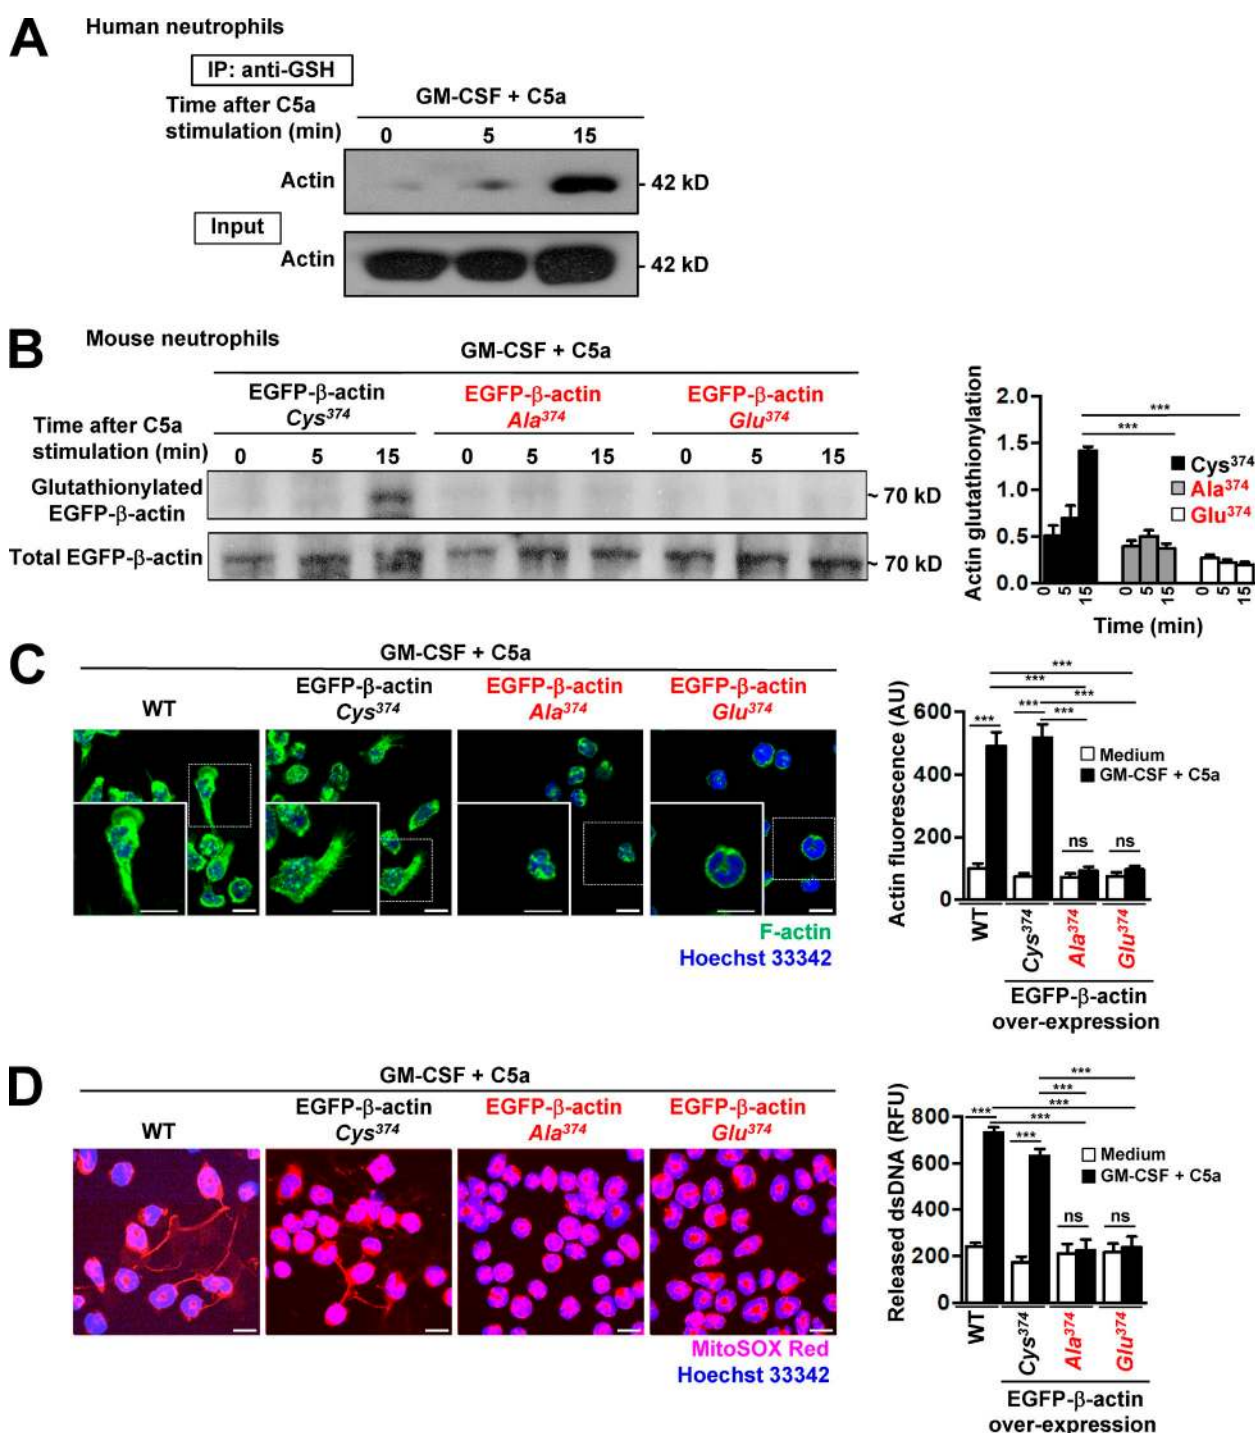 A Human neutrophils
IP: anti-GSH
Time after C5a
stimulation (min)
GM-CSF + C5a
0 5 15
Actin - 42 kD
Input
Actin - 42 kD
B Mouse neutrophils
GM-CSF + C5a
EGFP-β-actin EGFP-β-actin EGFP-β-actin
Cys³⁷⁴ Ala³⁷⁴ Glu³⁷⁴
Time after C5a
stimulation (min)
0 5 15 0 5 15 0 5 15
Glutathionylated
EGFP-β-actin
~ 70 kD
Total EGFP-β-actin ~ 70 kD
Actin glutathionylation
2.0
1.5
1.0
0.5
0.0
*** 
***
Cys³⁷⁴
Ala³⁷⁴
Glu³⁷⁴
0 5 15 0 5 15 0 5 15
Time (min)
C
GM-CSF + C5a
WT
EGFP-β-actin EGFP-β-actin EGFP-β-actin
Cys³⁷⁴ Ala³⁷⁴ Glu³⁷⁴
F-actin
Hoechst 33342
Actin fluorescence (AU)
600
400
200
0
***
***
*** *** ***
***
ns ns
Medium
GM-CSF + C5a
WT Cys³⁷⁴ Ala³⁷⁴ Glu³⁷⁴
EGFP-β-actin
over-expression
D
GM-CSF + C5a
WT
EGFP-β-actin EGFP-β-actin EGFP-β-actin
Cys³⁷⁴ Ala³⁷⁴ Glu³⁷⁴
MitoSOX Red
Hoechst 33342
Released dsDNA (RFU)
800
600
400
200
0
***
***
*** ***
***
***
ns ns
Medium
GM-CSF + C5a
WT Cys³⁷⁴ Ala³⁷⁴ Glu³⁷⁴
EGFP-β-actin
over-expression